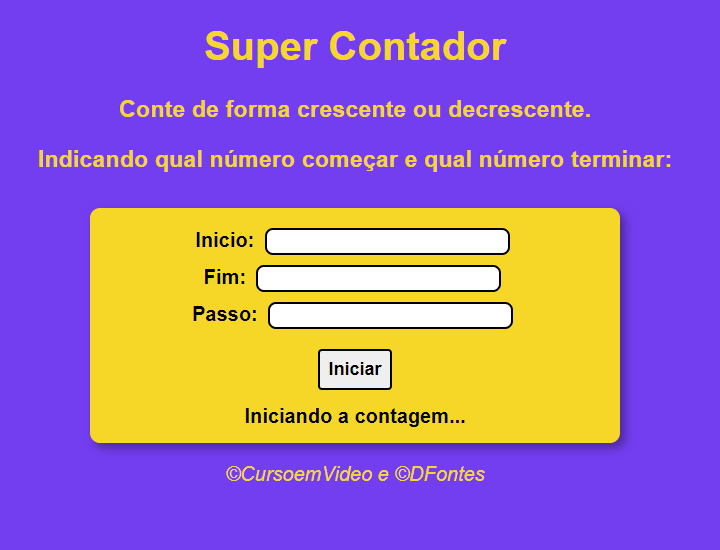 Super Contador
Conte de forma crescente ou decrescente.
Indicando qual número começar e qual número terminar:
Inicio:
Fim:
Passo:
Iniciar
Iniciando a contagem...
©CursoemVideo e ©DFontes